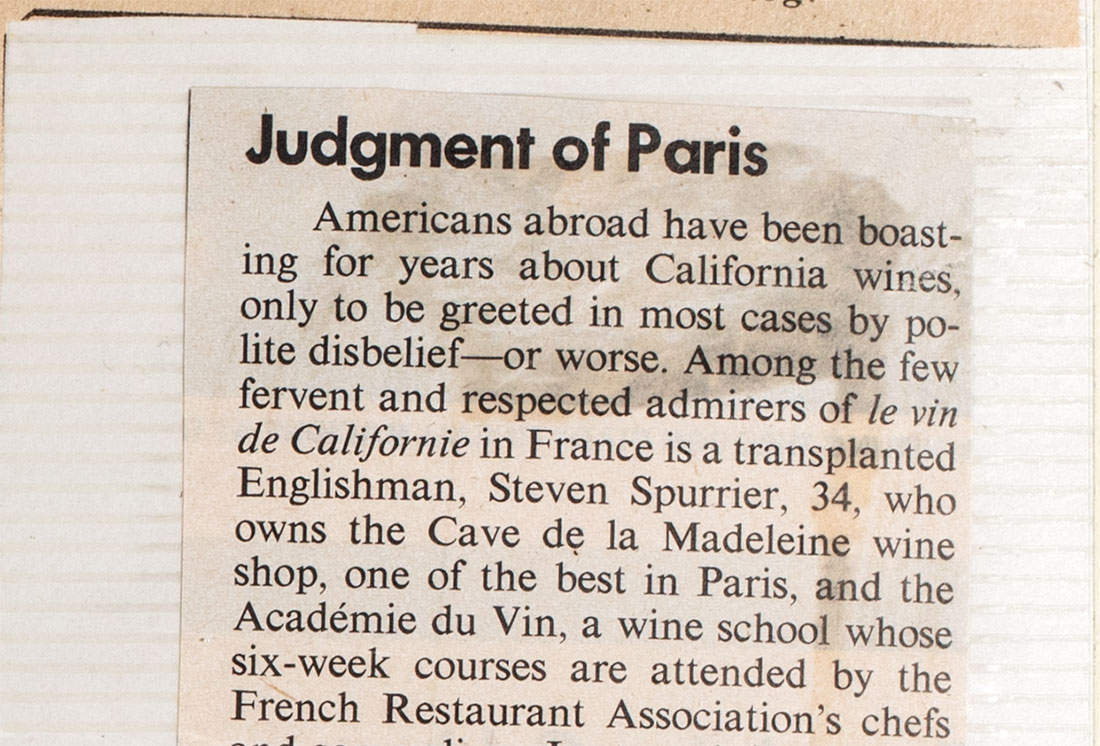 Judgment of Paris
Americans abroad have been boast-
ing for years about California wines,
only to be greeted in most cases by po-
lite disbelief—or worse. Among the few
fervent and respected admirers of le vin
de Californie in France is a transplanted
Englishman, Steven Spurrier, 34, who
owns the Cave de la Madeleine wine
shop, one of the best in Paris, and the
Académie du Vin, a wine school whose
six-week courses are attended by the
French Restaurant Association's chefs